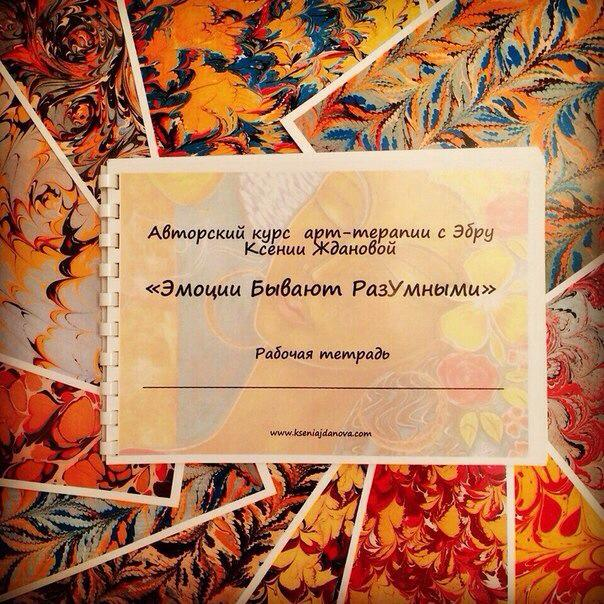 Авторский курс арт-терапии с Эбру
Ксении Ждановой
«Эмоции Бывают РазУмными»
Рабочая тетрадь
www.kseniajdanova.com